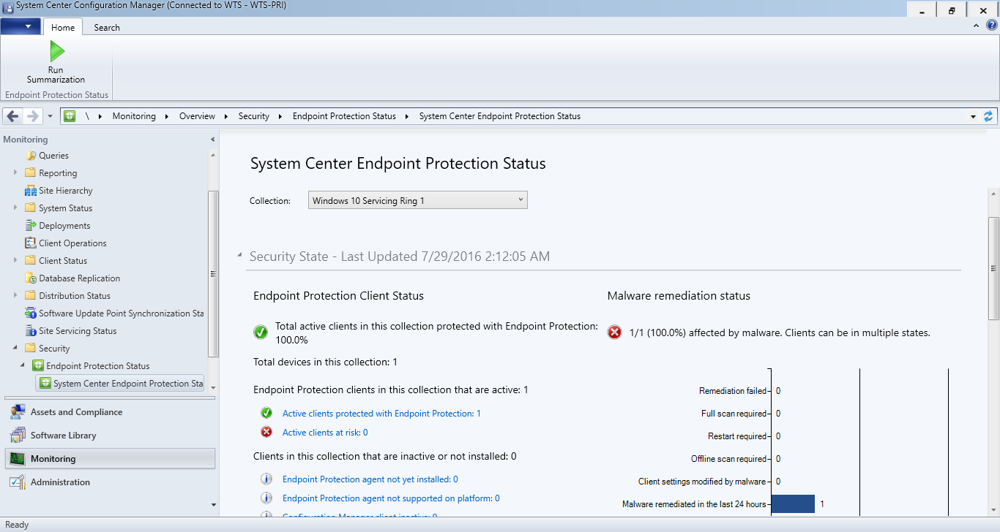 System Center Configuration Manager (Connected to WTS - WTS-PRI)
Home
Search
Run
Summarization
Endpoint Protection Status
\ Monitoring Overview Security Endpoint Protection Status System Center Endpoint Protection Status
Monitoring
Queries
Reporting
Site Hierarchy
System Status
Deployments
Client Operations
Client Status
Database Replication
Distribution Status
Software Update Point Synchronization Sta
Site Servicing Status
Security
Endpoint Protection Status
System Center Endpoint Protection Sta
Assets and Compliance
Software Library
Monitoring
Administration
System Center Endpoint Protection Status
Collection:
Windows 10 Servicing Ring 1
Security State - Last Updated 7/29/2016 2:12:05 AM
Endpoint Protection Client Status
Total active clients in this collection protected with Endpoint Protection:
100.0%
Total devices in this collection: 1
Endpoint Protection clients in this collection that are active: 1
Active clients protected with Endpoint Protection: 1
Active clients at risk: 0
Clients in this collection that are inactive or not installed: 0
Endpoint Protection agent not yet installed: 0
Endpoint Protection agent not supported on platform: 0
Configuration Manager client inactive: 0
Malware remediation status
1/1 (100.0%) affected by malware. Clients can be in multiple states.
Remediation failed 0
Full scan required 0
Restart required 0
Offline scan required 0
Client settings modified by malware 0
Malware remediated in the last 24 hours 1
Ready